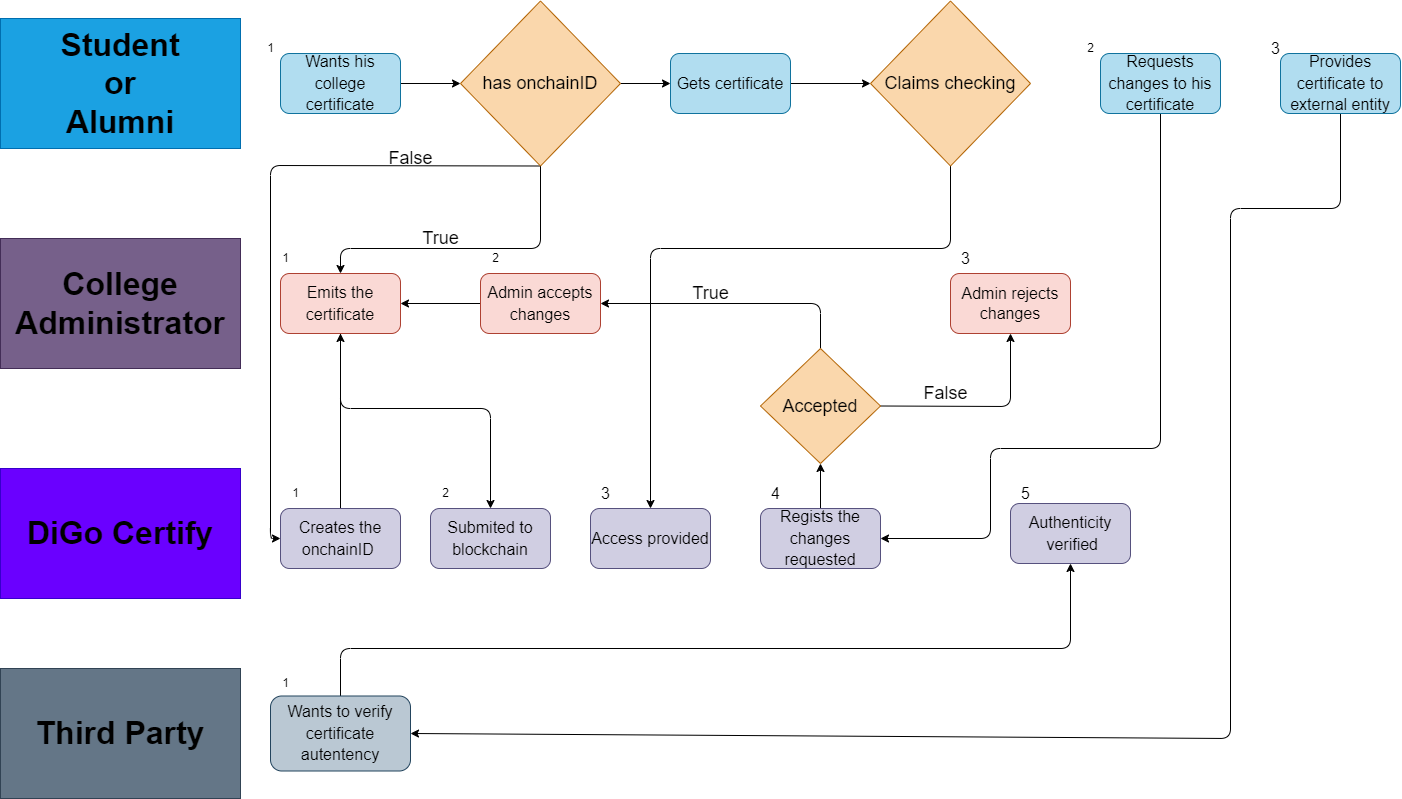 Student
or
Alumni
1
Wants his
college
certificate
has onchainID
Gets certificate
Claims checking
2
Requests
changes to his
certificate
3
Provides
certificate to
external entity
False
True
College
Administrator
1
Emits the
certificate
2
Admin accepts
changes
True
3
Admin rejects
changes
Accepted
False
DiGo Certify
1
Creates the
onchainID
2
Submited to
blockchain
3
Access provided
4
Regists the
changes
requested
5
Authenticity
verified
Third Party
1
Wants to verify
certificate
autentency